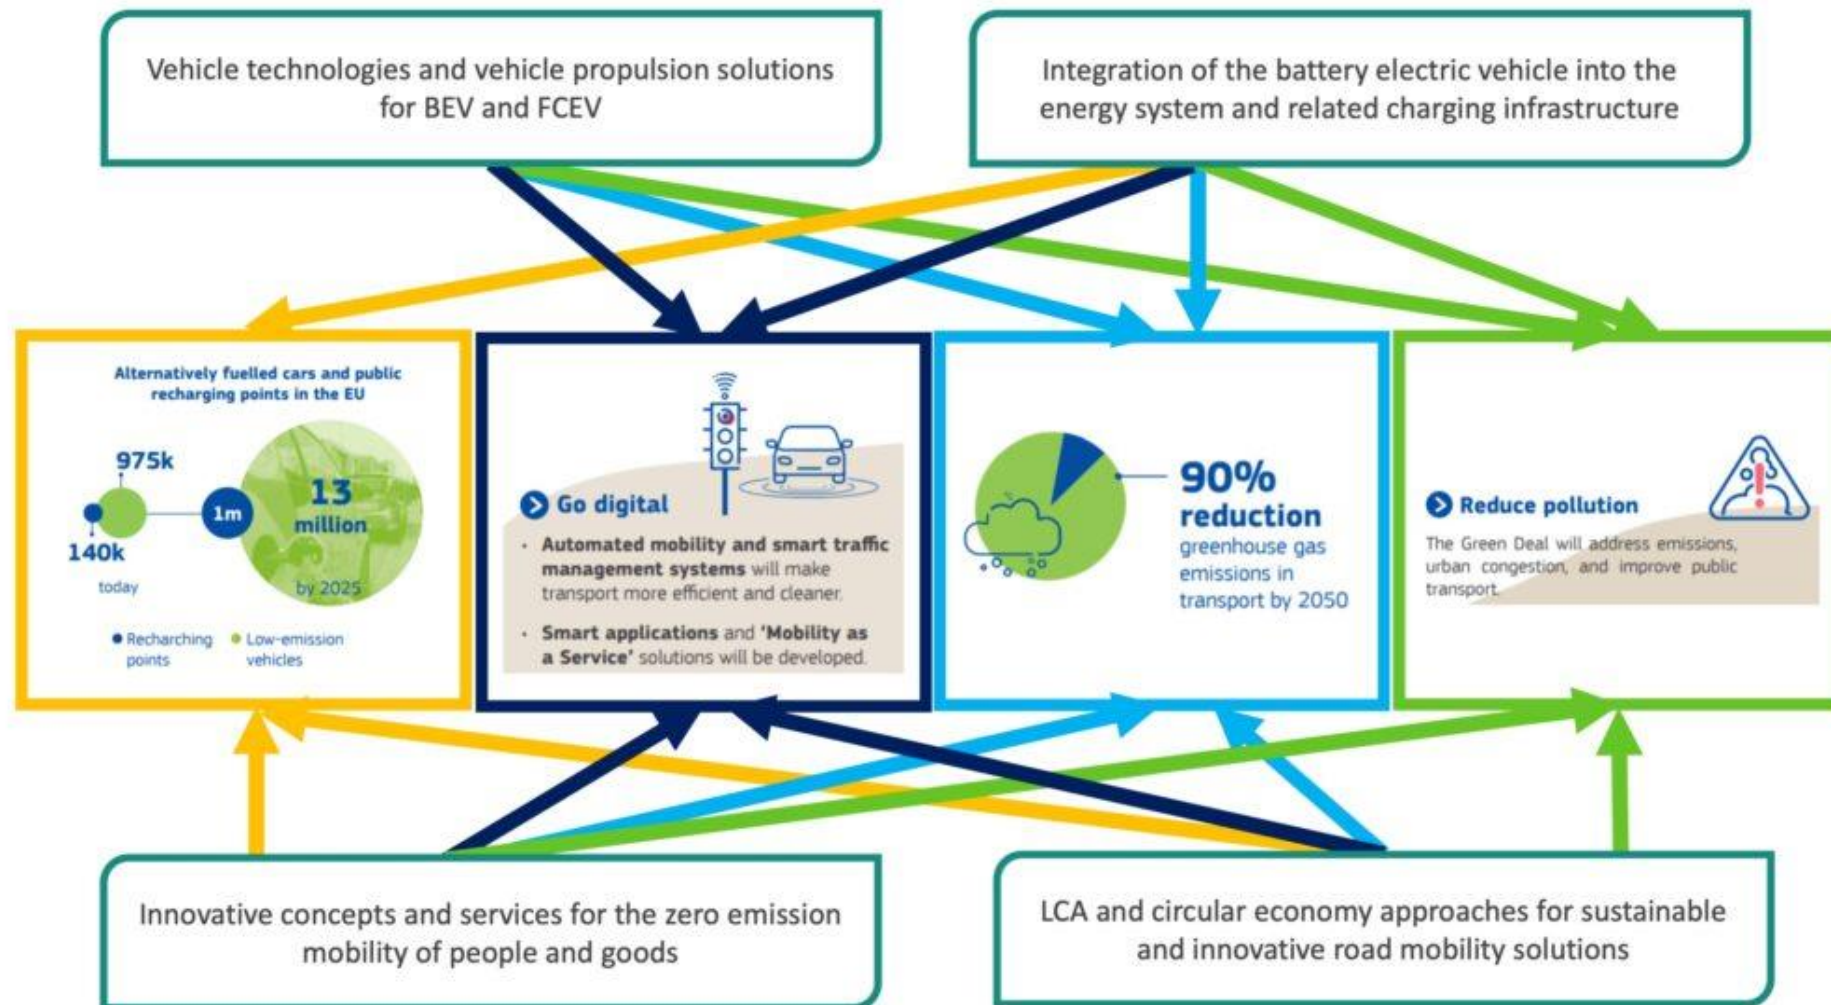 Vehicle technologies and vehicle propulsion solutions
for BEV and FCEV
Integration of the battery electric vehicle into the
energy system and related charging infrastructure
Alternatively fuelled cars and public
recharging points in the EU
975k
140k
today
1m
13
million
by 2025
Recharching
points
Low-emission
vehicles
Go digital
· Automated mobility and smart traffic
management systems will make
transport more efficient and cleaner.
· Smart applications and 'Mobility as
a Service' solutions will be developed.
90%
reduction
greenhouse gas
emissions in
transport by 2050
Reduce pollution
The Green Deal will address emissions,
urban congestion, and improve public
transport.
Innovative concepts and services for the zero emission
mobility of people and goods
LCA and circular economy approaches for sustainable
and innovative road mobility solutions